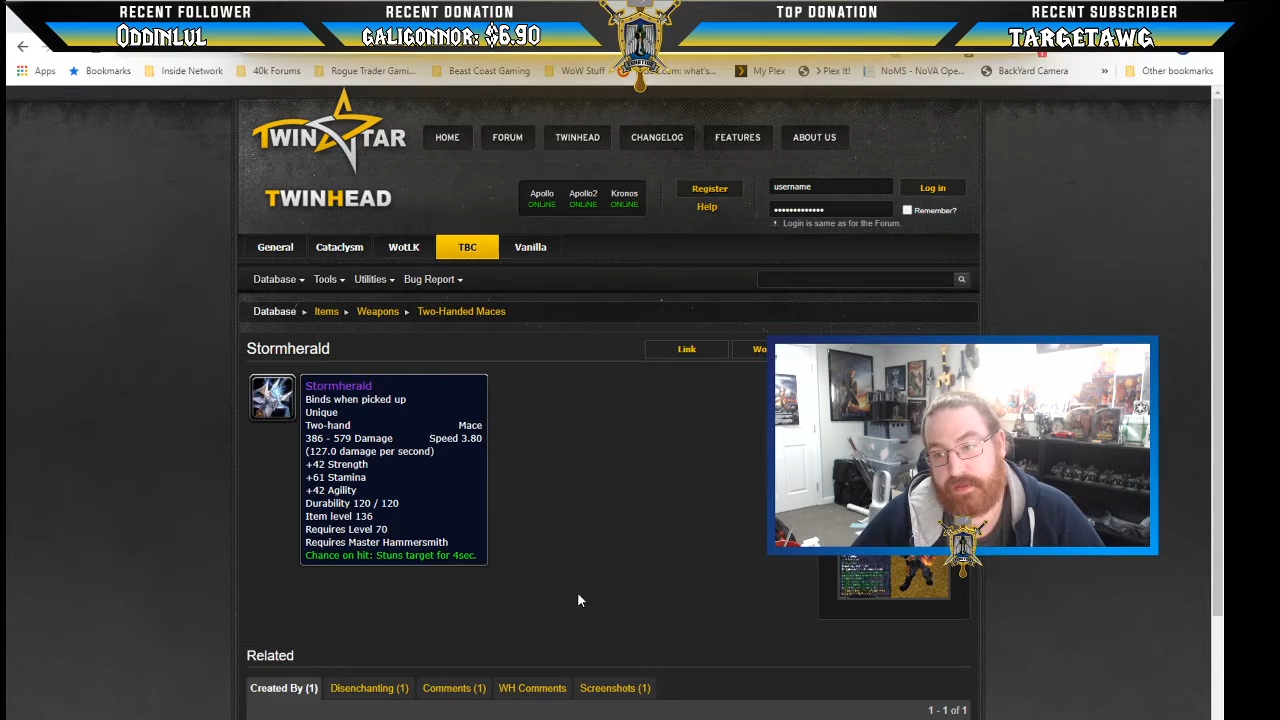 RECENT FOLLOWER
ODDINLUL
RECENT DONATION
GALIGONNOR: $6.90
TOP DONATION
RECENT SUBSCRIBER
TARGETAWG
Apps
Bookmarks
Inside Network
40k Forums
Rogue Trader Gami...
Beast Coast Gaming
WoW Stuff
.com: what's...
My Plex
> Plex It!
NoMS - NoVA Ope...
BackYard Camera
»
Other bookmarks
TWINSTAR
HOME
FORUM
TWINHEAD
CHANGELOG
FEATURES
ABOUT US
TWINHEAD
Apollo
ONLINE
Apollo2
ONLINE
Kronos
ONLINE
Register
Help
username
Log in
•••••••••••••
Remember?
! Login is same as for the Forum.
General
Cataclysm
WotLK
TBC
Vanilla
Database
Tools
Utilities
Bug Report
Database
Items
Weapons
Two-Handed Maces
Stormherald
Link
Wo
Stormherald
Binds when picked up
Unique
Two-hand Mace
386 - 579 Damage Speed 3.80
(127.0 damage per second)
+42 Strength
+61 Stamina
+42 Agility
Durability 120 / 120
Item level 136
Requires Level 70
Requires Master Hammersmith
Chance on hit: Stuns target for 4sec.
Related
Created By (1)
Disenchanting (1)
Comments (1)
WH Comments
Screenshots (1)
1 - 1 of 1